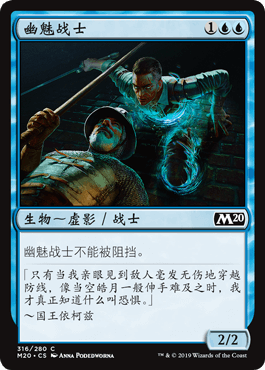 幽魅战士 1
生物～虚影／战士 M20
幽魅战士不能被阻挡。
「只有当我亲眼见到敌人毫发无伤地穿越
防线，像当空皓月一般伸手难及之时，我
才真正知道什么叫恐惧。」
～国王依柯兹
2/2
316/280 C
M20 • CS Anna Podedworna
™ & © 2019 Wizards of the Coast